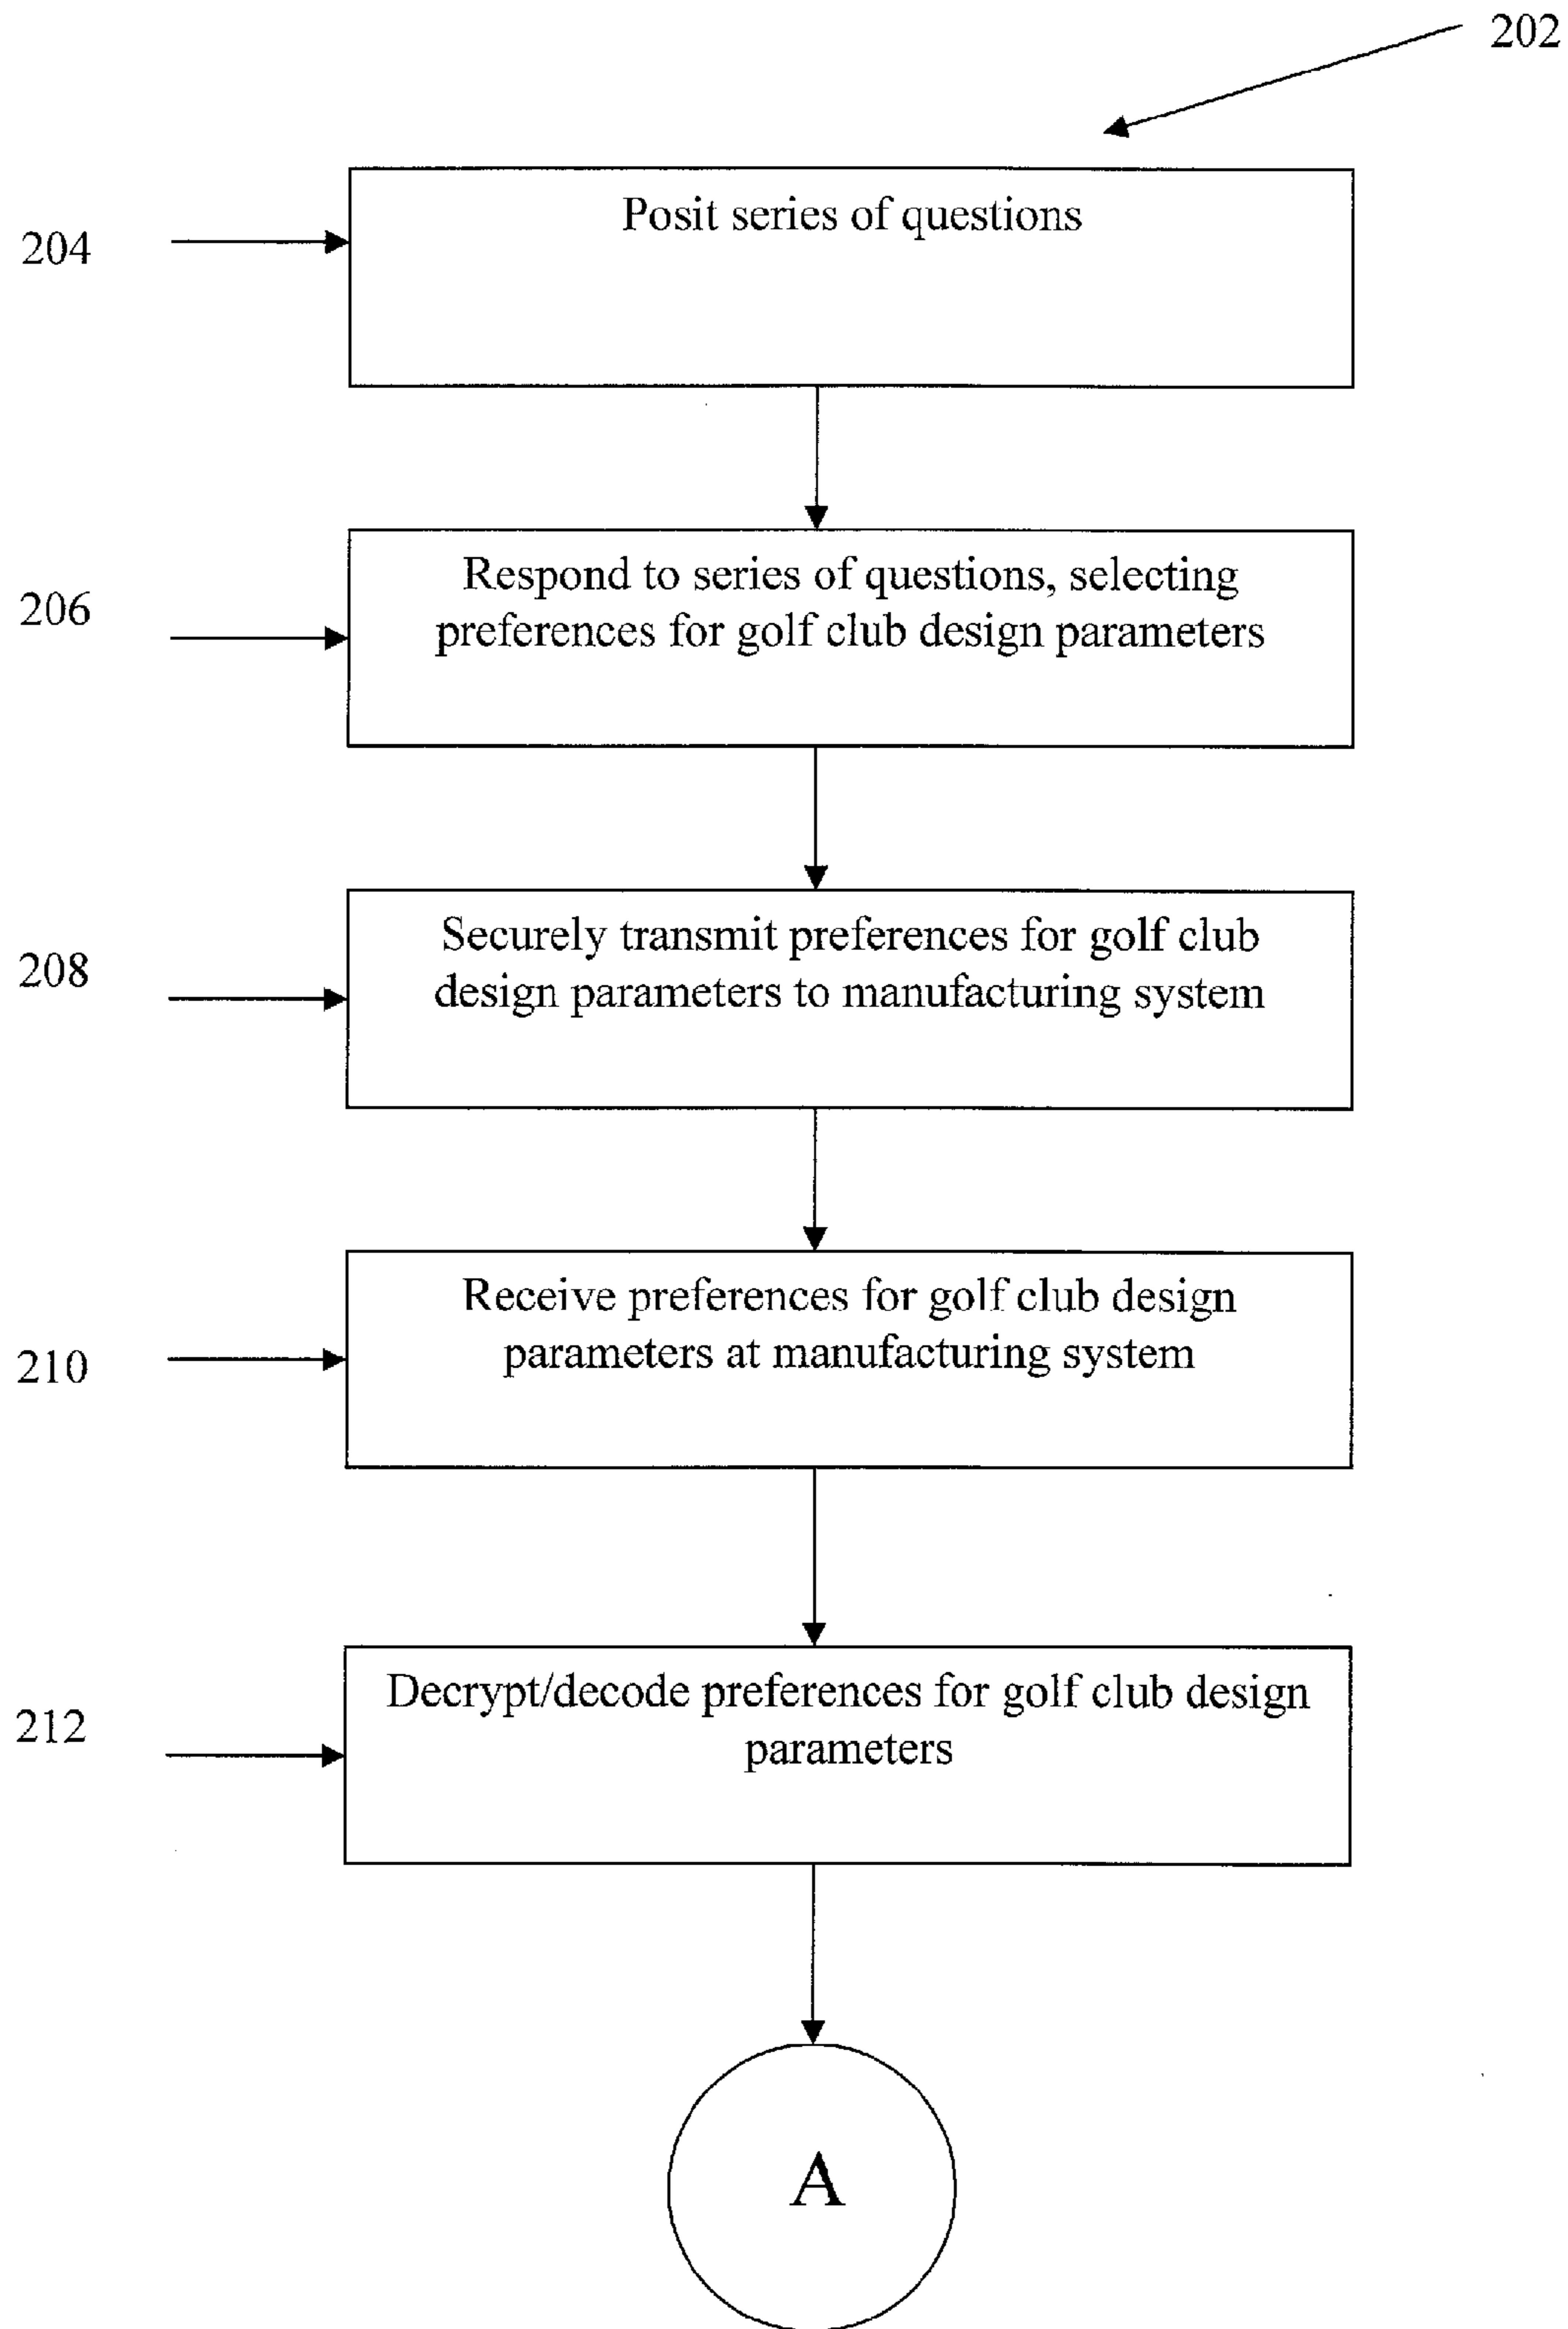 202
204
Posit series of questions
206
Respond to series of questions, selecting
preferences for golf club design parameters
208
Securely transmit preferences for golf club
design parameters to manufacturing system
210
Receive preferences for golf club design
parameters at manufacturing system
212
Decrypt/decode preferences for golf club design
parameters
A